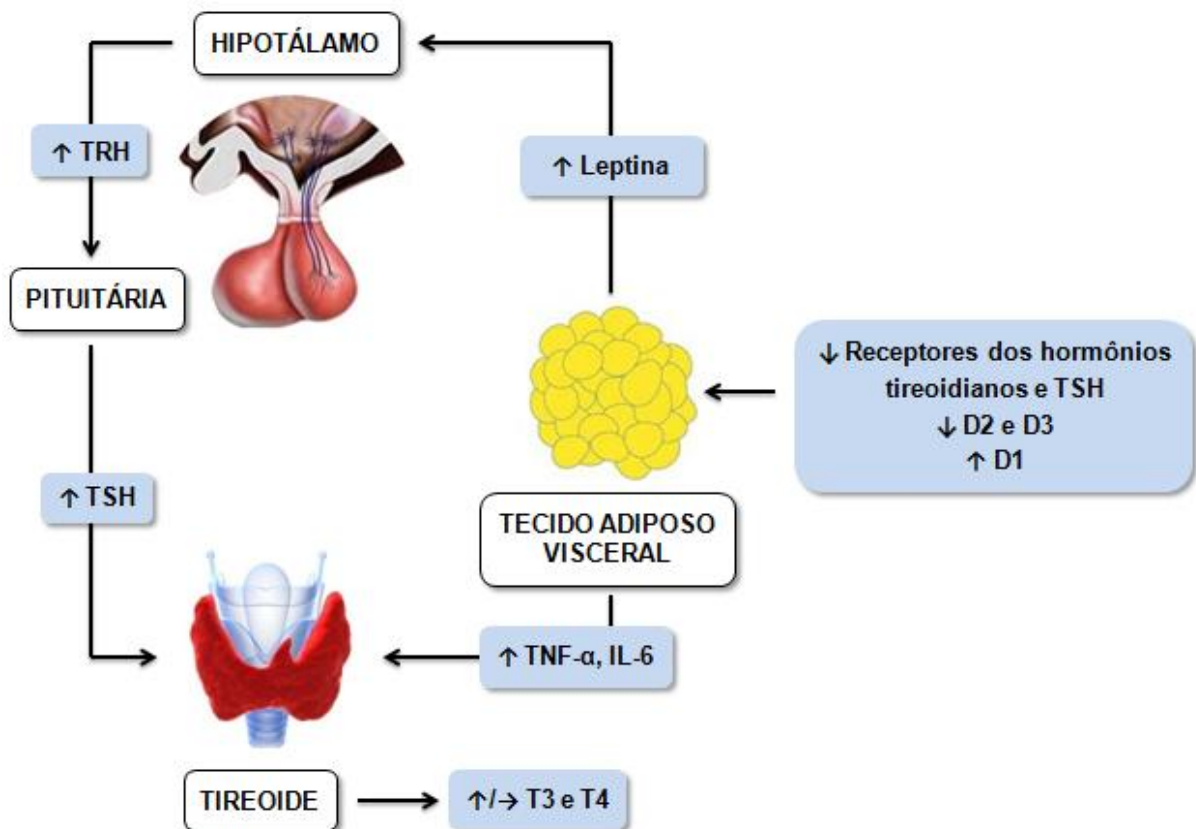 HIPOTÁLAMO
↑ TRH
↑ Leptina
PITUITÁRIA
↓ Receptores dos hormônios
tireoidianos e TSH
↓ D2 e D3
↑ D1
↑ TSH
TECIDO ADIPOSO
VISCERAL
↑ TNF-α, IL-6
TIREOIDE
↑/→ T3 e T4